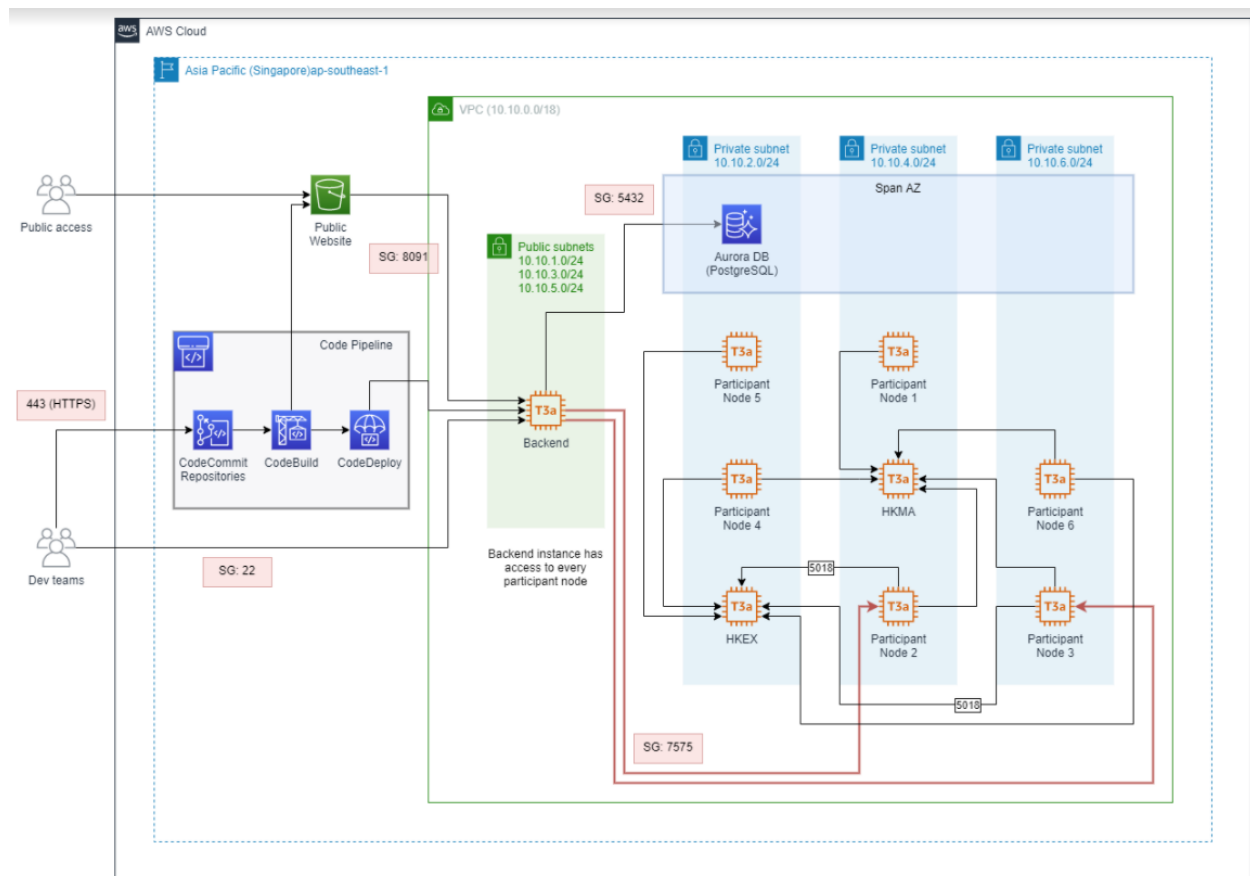 aws
AWS Cloud
Asia Pacific (Singapore)ap-southeast-1
VPC (10.10.0.0/18)
Private subnet
10.10.2.0/24
Private subnet
10.10.4.0/24
Private subnet
10.10.6.0/24
Span AZ
SG: 5432
Public access
Public
Website
Aurora DB
(PostgreSQL)
SG: 8091
Public subnets
10.10.1.0/24
10.10.3.0/24
10.10.5.0/24
Code Pipeline
T3a
Participant
Node 5
T3a
Participant
Node 1
443 (HTTPS)
T3a
Backend
CodeCommit
Repositories
CodeBuild
CodeDeploy
T3a
Participant
Node 4
T3a
HKMA
T3a
Participant
Node 6
Dev teams
SG: 22
Backend instance has
access to every
participant node
5018
T3a
HKEX
T3a
Participant
Node 2
T3a
Participant
Node 3
5018
SG: 7575